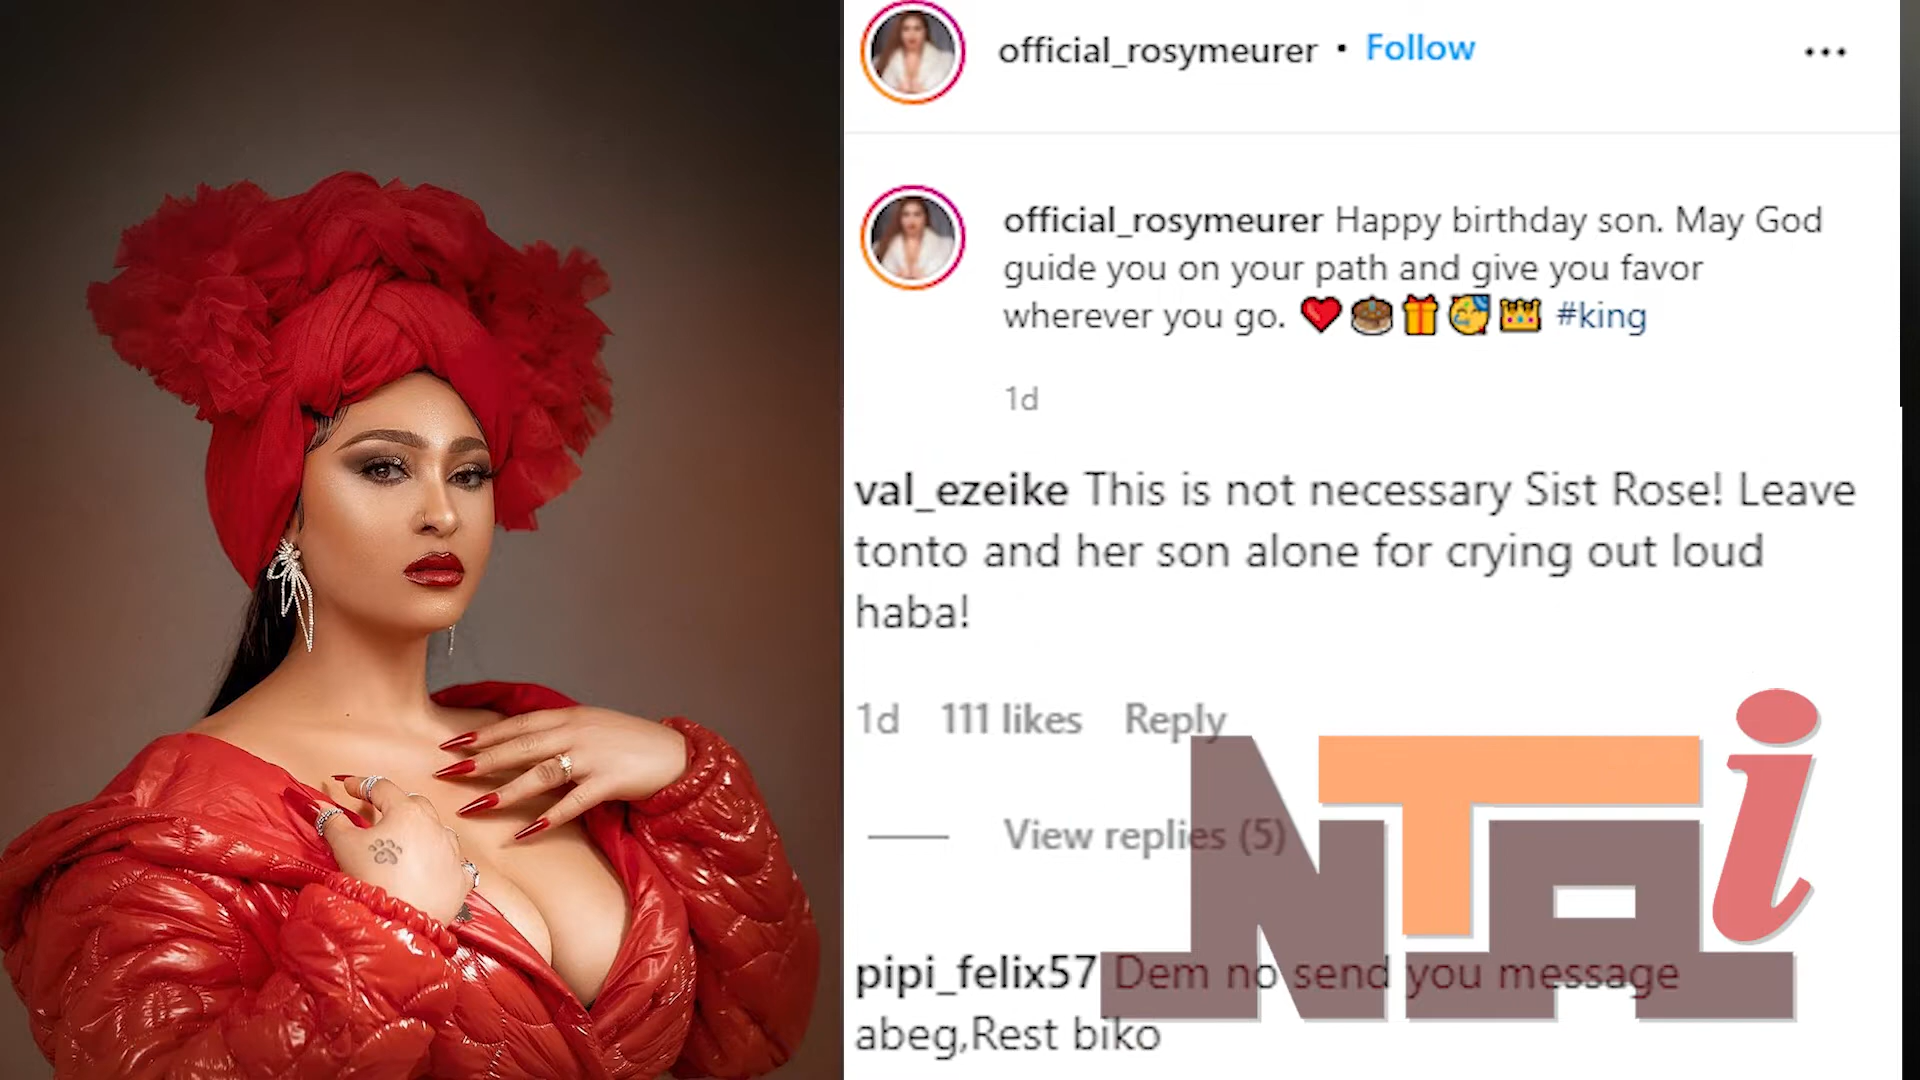 official_rosymeurer • Follow
official_rosymeurer Happy birthday son. May God
guide you on your path and give you favor
wherever you go. ❤️🎂🎁🥳👑 #king
1d
val_ezeike This is not necessary Sist Rose! Leave
tonto and her son alone for crying out loud
haba!
1d 111 likes Reply
View replies (5)
pipi_felix57 Dem no send you message
abeg,Rest biko
NTAi